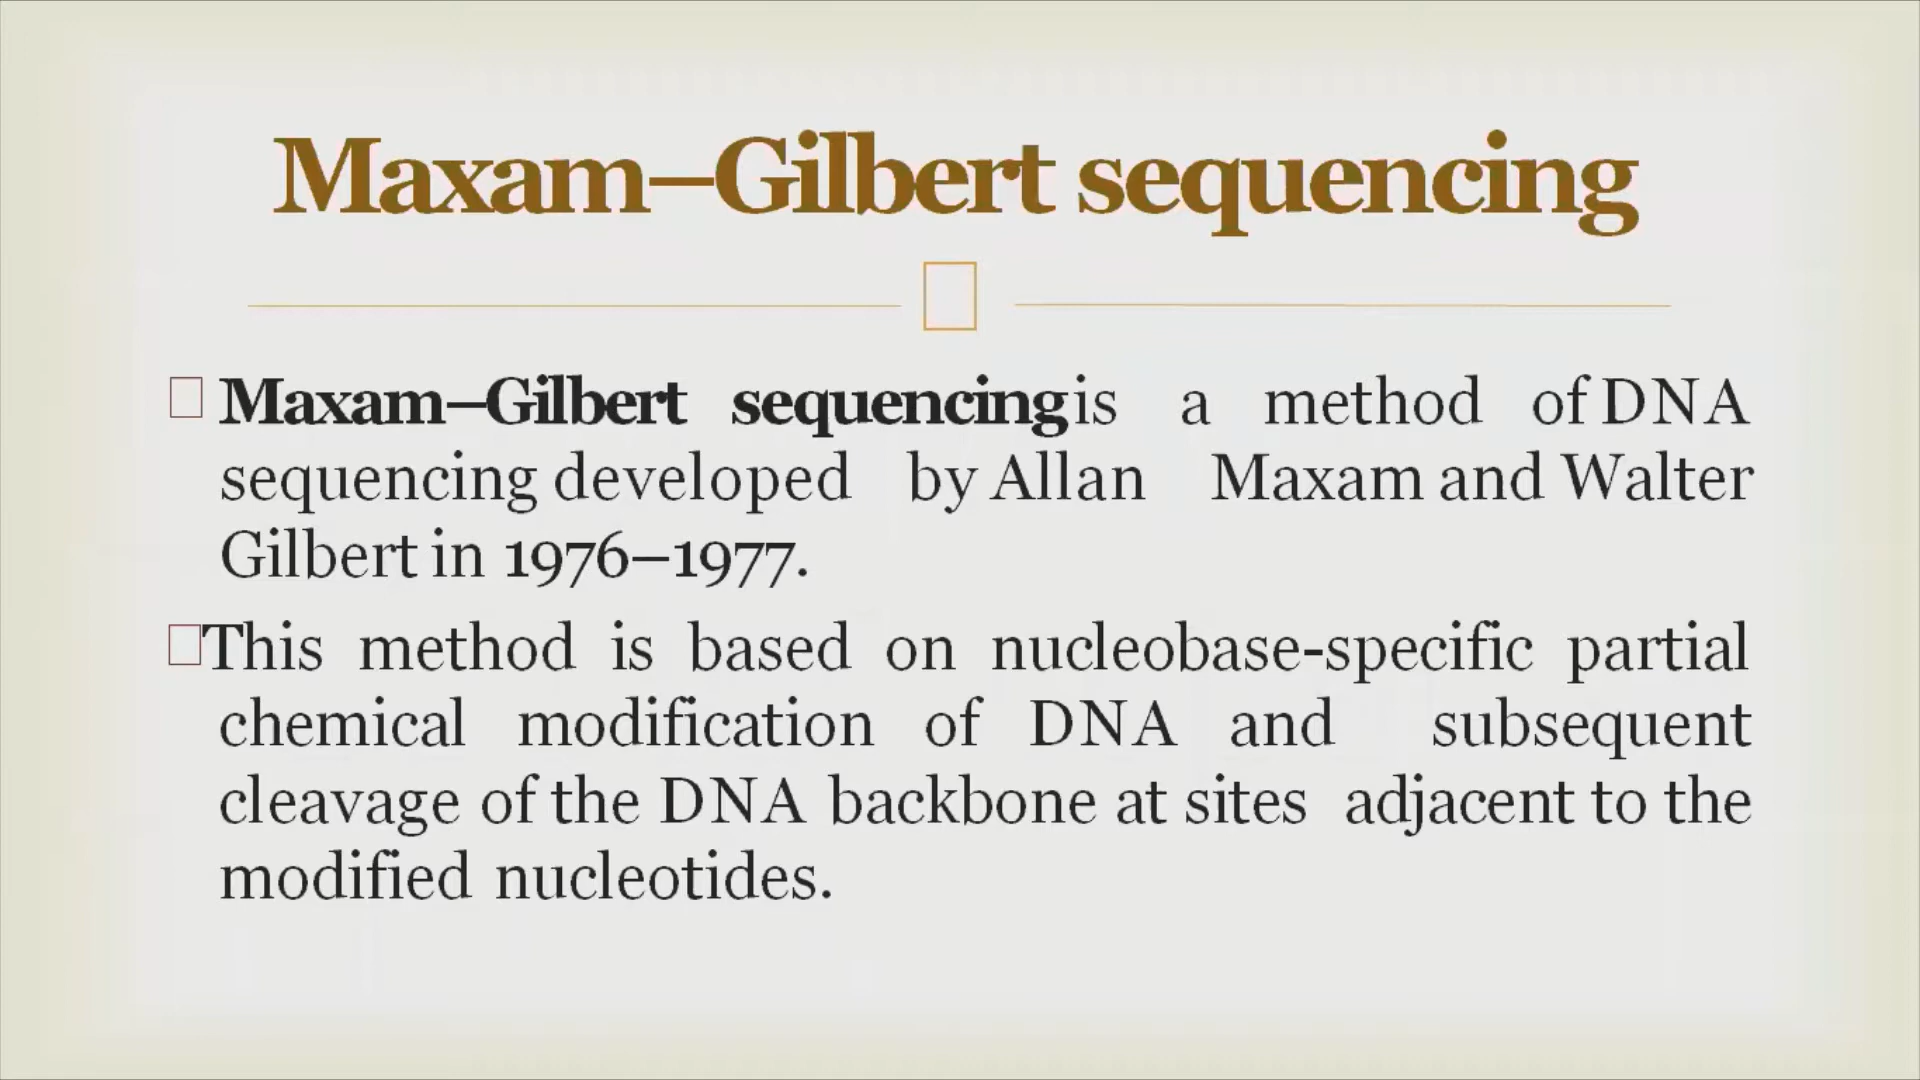 Maxam–Gilbert sequencing
Maxam–Gilbert sequencing is a method of DNA
sequencing developed by Allan Maxam and Walter
Gilbert in 1976–1977.
This method is based on nucleobase-specific partial
chemical modification of DNA and subsequent
cleavage of the DNA backbone at sites adjacent to the
modified nucleotides.